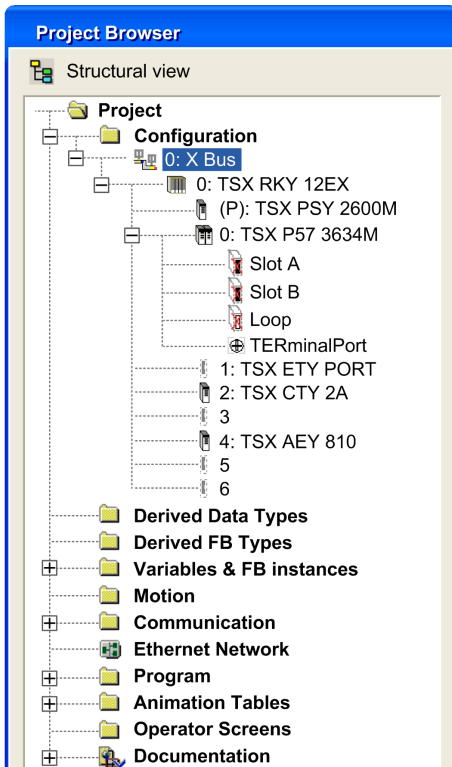 Project Browser
Structural view
Project
Configuration
0: X Bus
0: TSX RKY 12EX
(P): TSX PSY 2600M
0: TSX P57 3634M
Slot A
Slot B
Loop
TERminalPort
1: TSX ETY PORT
2: TSX CTY 2A
3
4: TSX AEY 810
5
6
Derived Data Types
Derived FB Types
Variables & FB instances
Motion
Communication
Ethernet Network
Program
Animation Tables
Operator Screens
Documentation